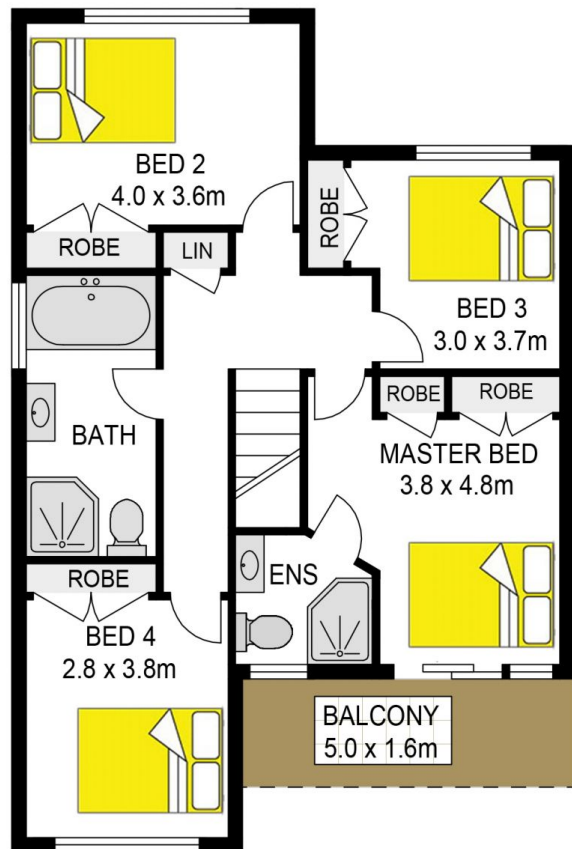 BED 2
4.0 x 3.6m
ROBE
LIN
ROBE
BED 3
3.0 x 3.7m
BATH
ROBE
ROBE
MASTER BED
3.8 x 4.8m
ENS
ROBE
BED 4
2.8 x 3.8m
BALCONY
5.0 x 1.6m